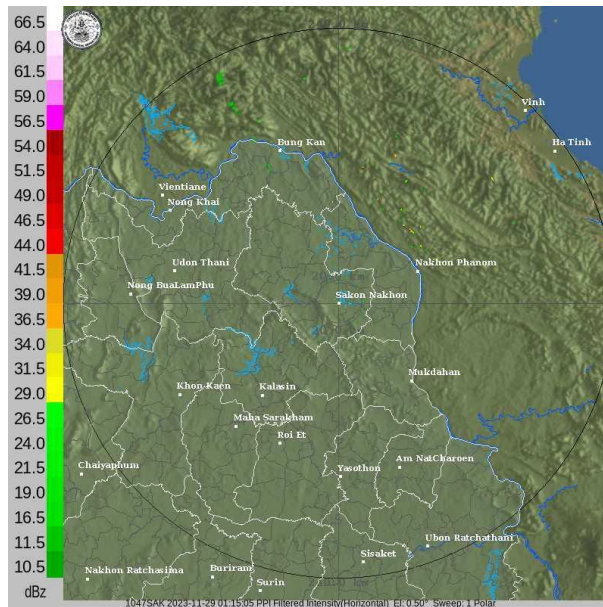 66.5
64.0
61.5
59.0
56.5
54.0
51.5
49.0
46.5
44.0
41.5
39.0
36.5
34.0
31.5
29.0
26.5
24.0
21.5
19.0
16.5
14.0
11.5
10.5
dBz
Vinh
Ha Tinh
Bung Kan
Vientiane
Nong Khai
Udon Thani
Nakhon Phanom
Nong BuaLamPhu
Sakon Nakhon
Mukdahan
Khon Kaen
Kalasin
Maha Sarakham
Roi Et
Chaiyaphum
Yasothon
Am NatCharoen
Ubon Ratchathani
Sisaket
Nakhon Ratchasima
Buriram
Surin
1047SAK 2023-11-29 01:15:05 PPI Filtered Intensity(Horizontal) El: 0.50° Sweep: 1 Polar